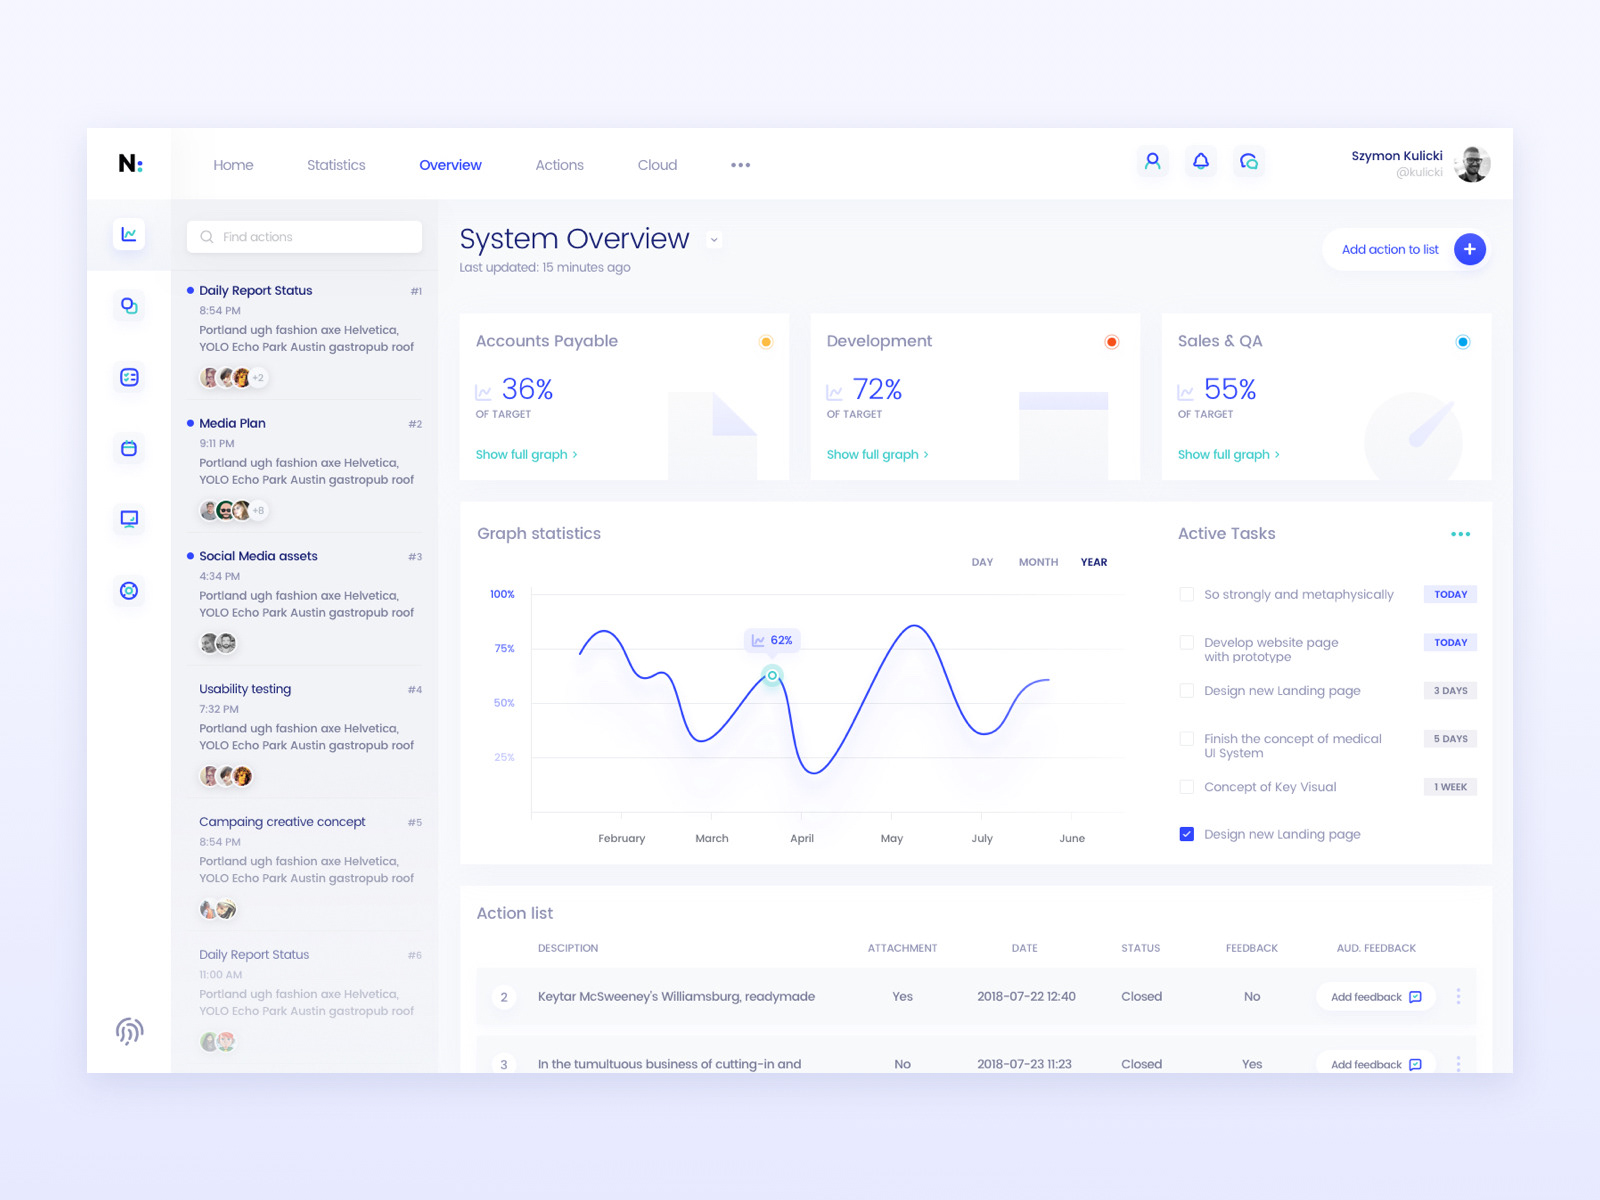 N:
Home
Statistics
Overview
Actions
Cloud
Szymon Kulicki
@kulicki
Find actions
Daily Report Status
#1
8:54 PM
Portland ugh fashion axe Helvetica,
YOLO Echo Park Austin gastropub roof
+2
Media Plan
#2
9:11 PM
Portland ugh fashion axe Helvetica,
YOLO Echo Park Austin gastropub roof
+8
Social Media assets
#3
4:34 PM
Portland ugh fashion axe Helvetica,
YOLO Echo Park Austin gastropub roof
Usability testing
#4
7:32 PM
Portland ugh fashion axe Helvetica,
YOLO Echo Park Austin gastropub roof
Campaing creative concept
#5
8:54 PM
Portland ugh fashion axe Helvetica,
YOLO Echo Park Austin gastropub roof
Daily Report Status
#6
11:00 AM
Portland ugh fashion axe Helvetica,
YOLO Echo Park Austin gastropub roof
System Overview
Last updated: 15 minutes ago
Add action to list
Accounts Payable
36%
OF TARGET
Show full graph >
Development
72%
OF TARGET
Show full graph >
Sales & QA
55%
OF TARGET
Show full graph >
Graph statistics
DAY
MONTH
YEAR
100%
75%
50%
25%
62%
February
March
April
May
July
June
Active Tasks
So strongly and metaphysically
TODAY
Develop website page
with prototype
TODAY
Design new Landing page
3 DAYS
Finish the concept of medical
UI System
5 DAYS
Concept of Key Visual
1 WEEK
Design new Landing page
Action list
DESCIPTION
ATTACHMENT
DATE
STATUS
FEEDBACK
AUD. FEEDBACK
2
Keytar McSweeney's Williamsburg, readymade
Yes
2018-07-22 12:40
Closed
No
Add feedback
3
In the tumultuous business of cutting-in and
No
2018-07-23 11:23
Closed
Yes
Add feedback